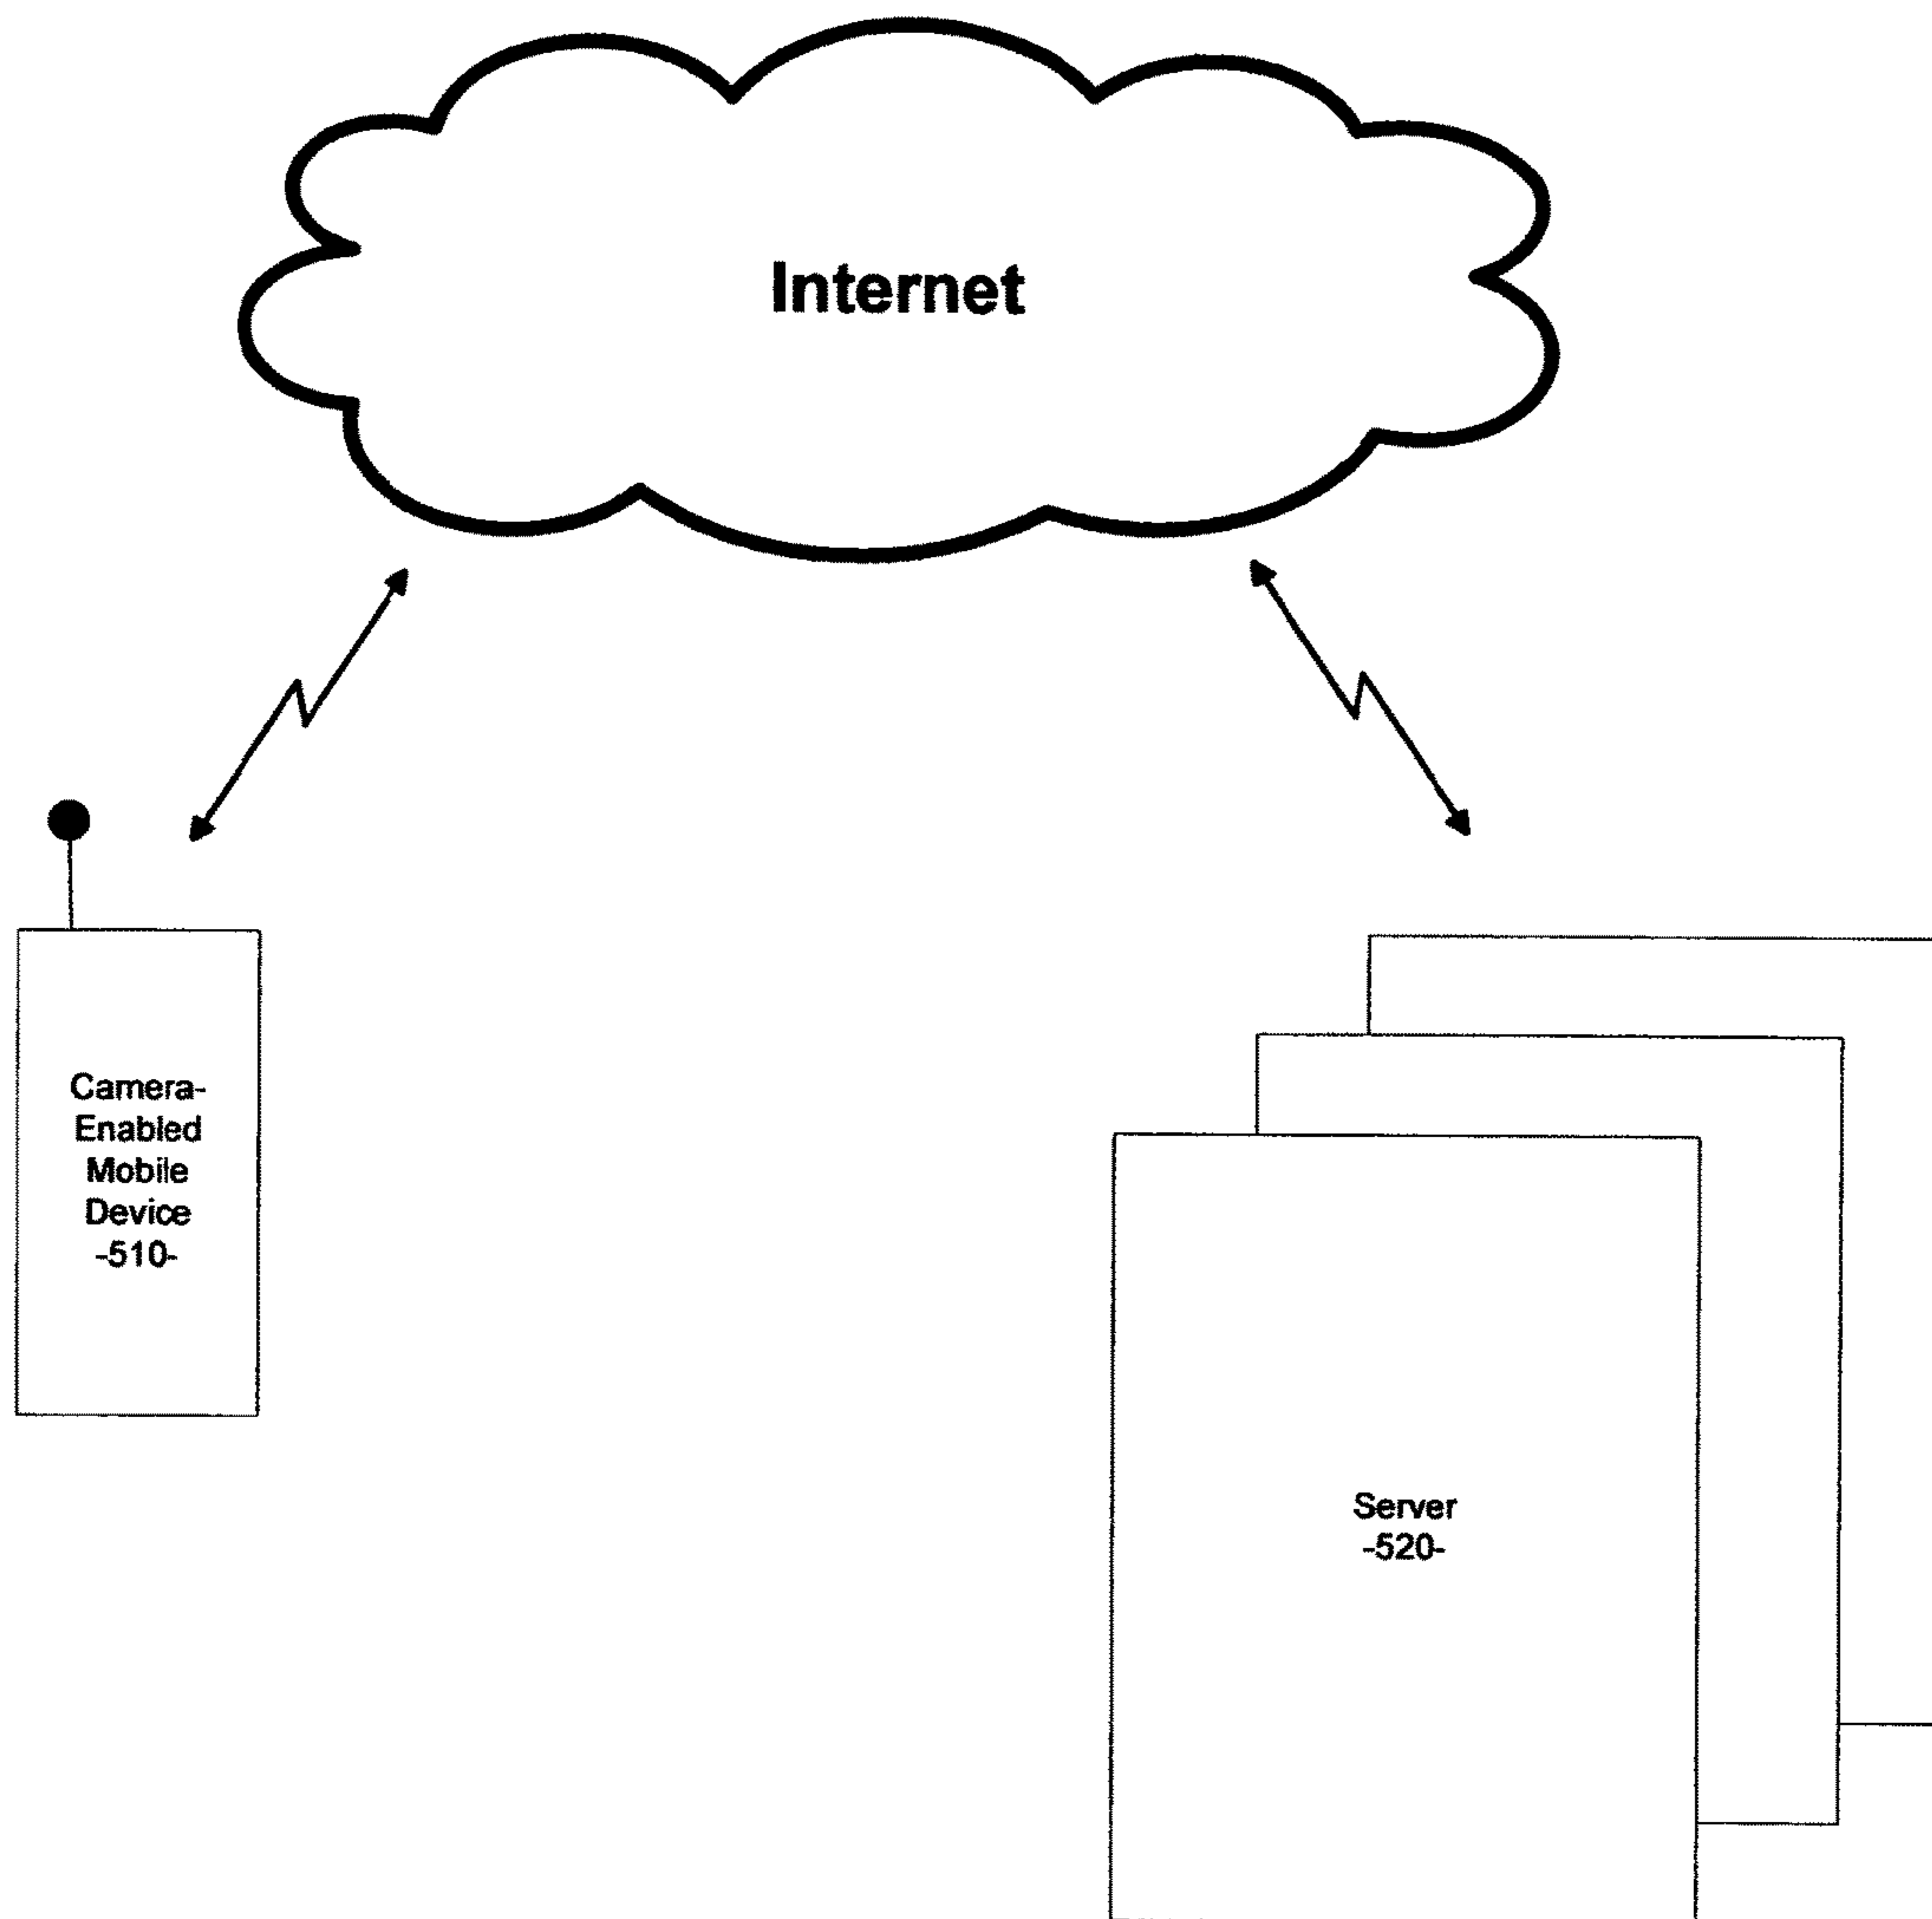 Internet
Camera-
Enabled
Mobile
Device
-510-
Server
-520-